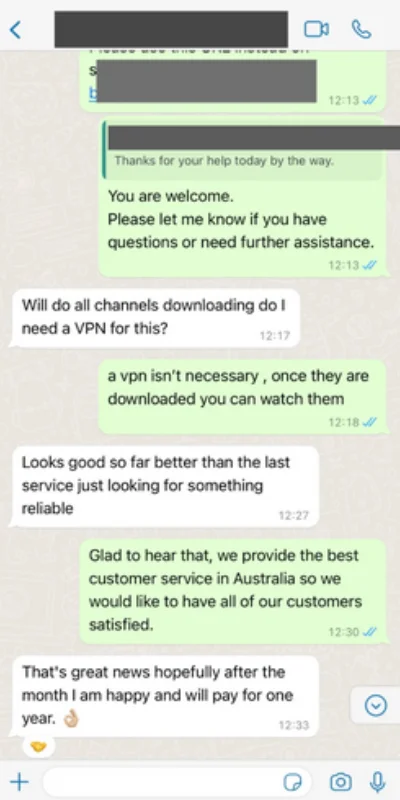 12:13
Thanks for your help today by the way.
You are welcome.
Please let me know if you have
questions or need further assistance.
12:13
Will do all channels downloading do I
need a VPN for this?
12:17
a vpn isn't necessary , once they are
downloaded you can watch them
12:18
Looks good so far better than the last
service just looking for something
reliable
12:27
Glad to hear that, we provide the best
customer service in Australia so we
would like to have all of our customers
satisfied.
12:30
That's great news hopefully after the
month I am happy and will pay for one
year. 👌🏼
12:33